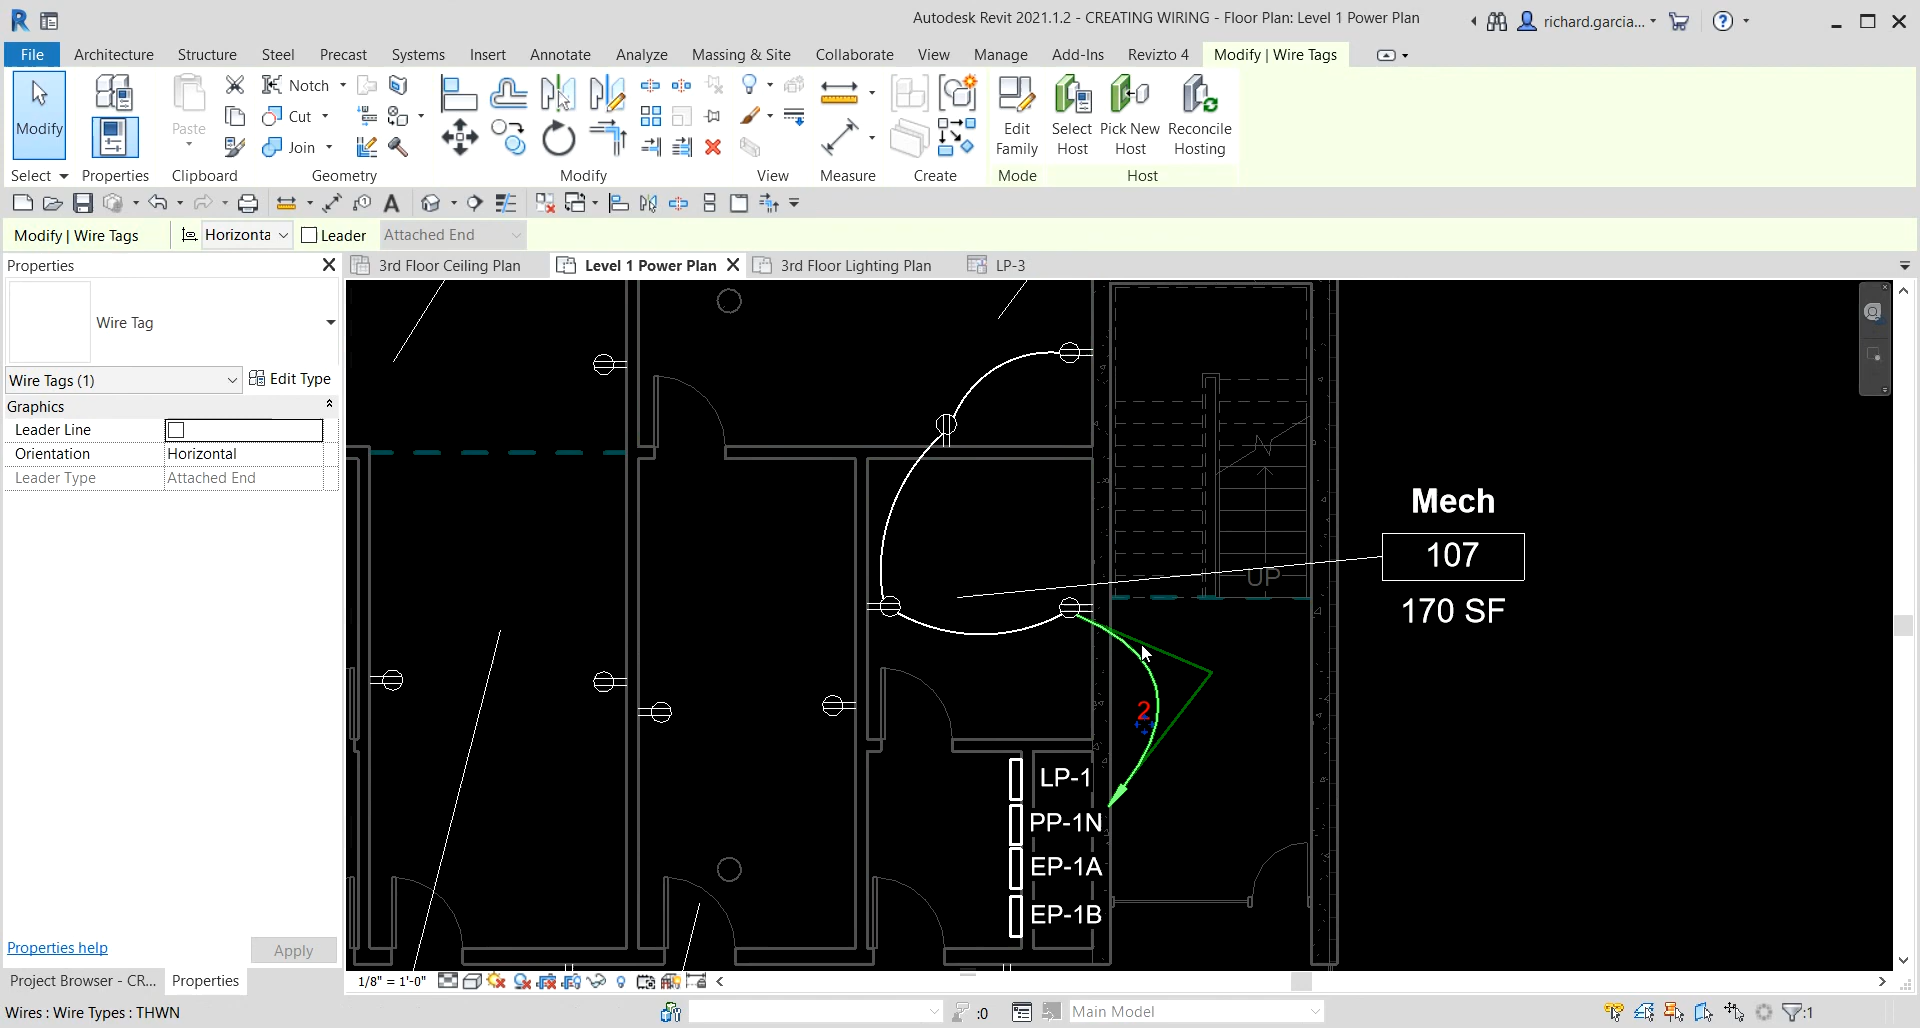 Autodesk Revit 2021.1.2 - CREATING WIRING - Floor Plan: Level 1 Power Plan
richard.garcia...
File Architecture Structure Steel Precast Systems Insert Annotate Analyze Massing & Site Collaborate View Manage Add-Ins Revizto 4 Modify | Wire Tags
Modify
Paste
Notch
Cut
Join
Edit Family
Select Host
Pick New Host
Reconcile Hosting
Select Properties Clipboard Geometry Modify View Measure Create Mode Host
Modify | Wire Tags Horizonta Leader Attached End
Properties
3rd Floor Ceiling Plan Level 1 Power Plan 3rd Floor Lighting Plan LP-3
Wire Tag
Wire Tags (1) Edit Type
Graphics
Leader Line
Orientation Horizontal
Leader Type Attached End
Mech
107
UP
170 SF
2
LP-1
PP-1N
EP-1A
EP-1B
Properties help Apply
Project Browser - CR... Properties
1/8" = 1'-0"
Wires : Wire Types : THWN
:0
Main Model
:1